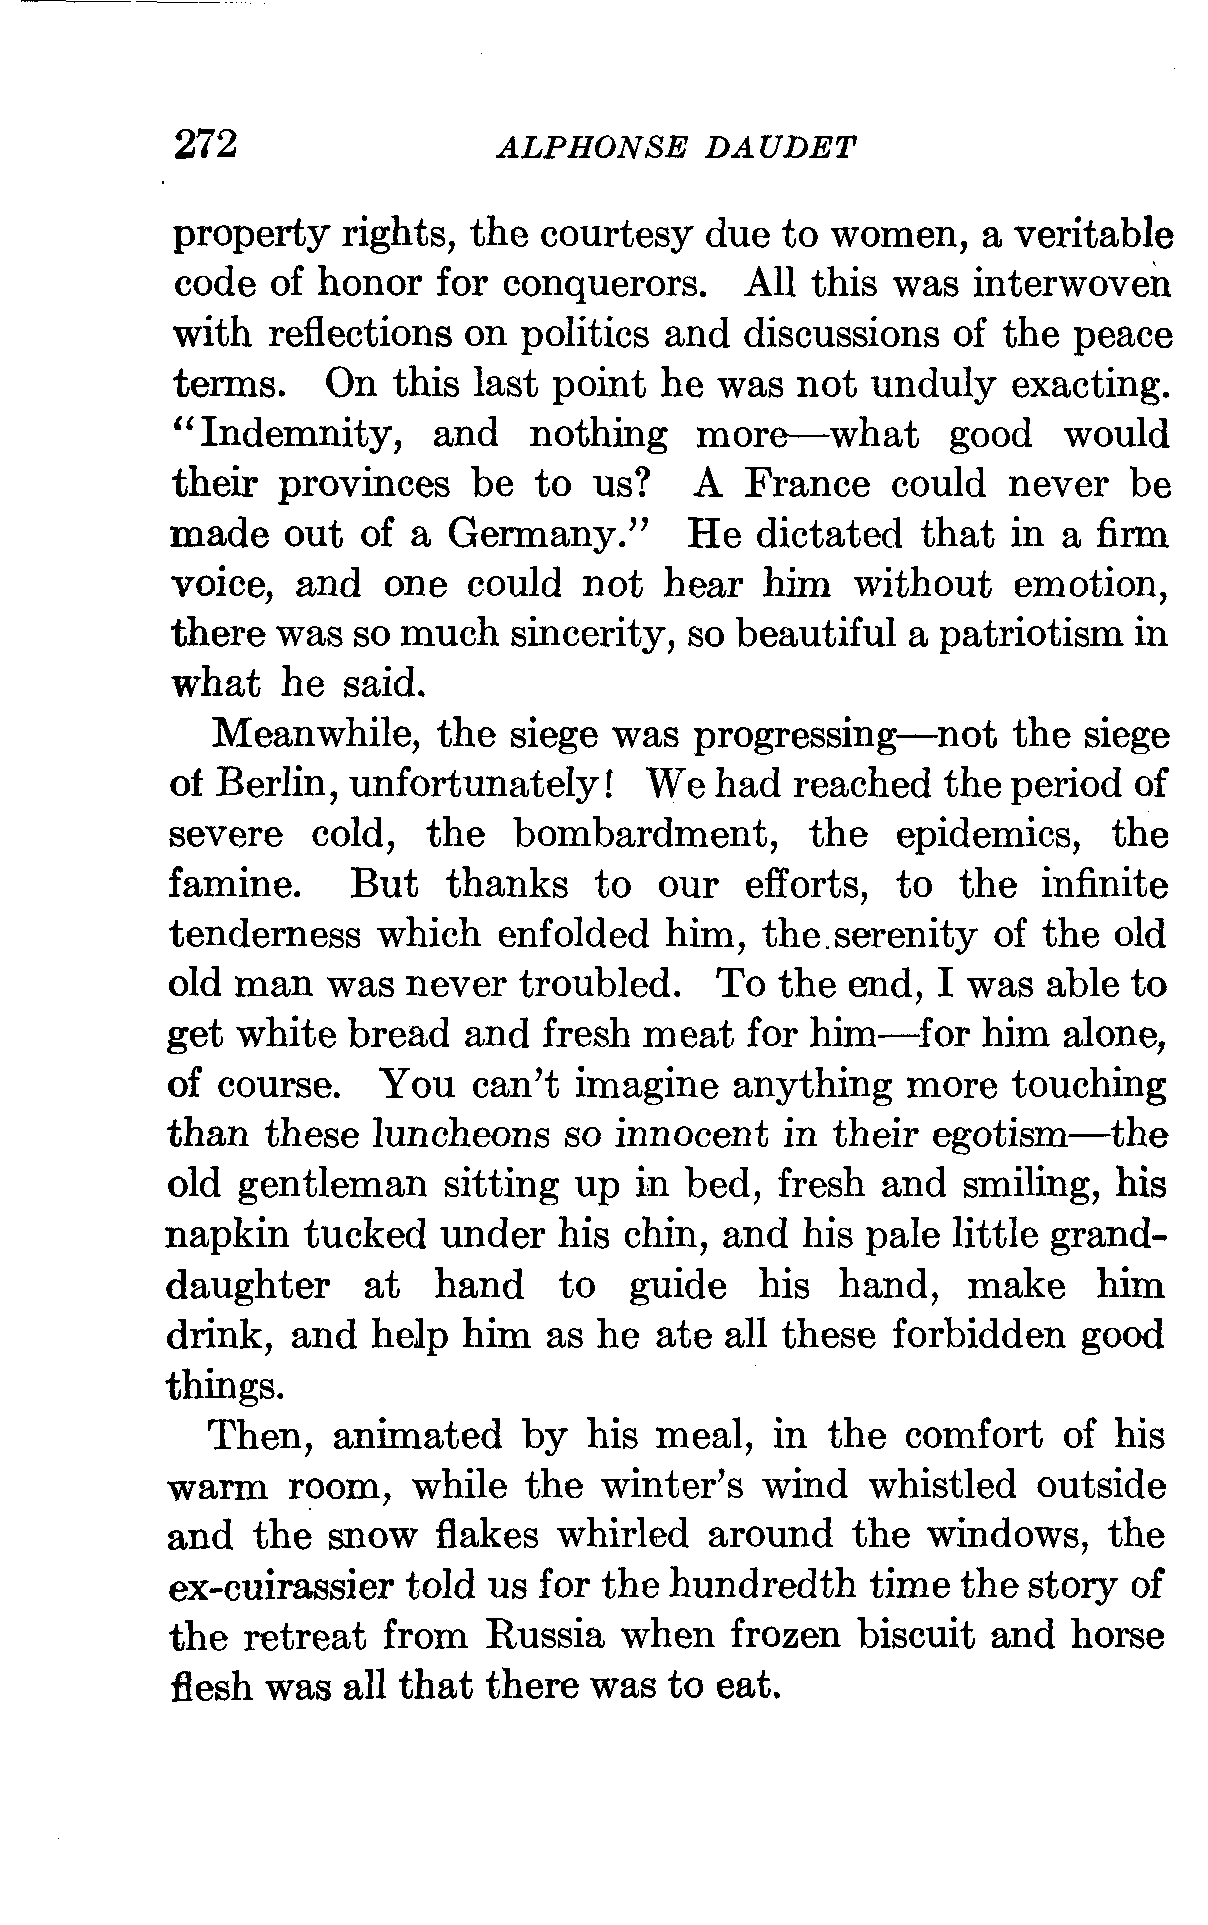 272 ALPHONSE DAUDET
property rights, the courtesy due to women, a veritable
code of honor for conquerors. All this was interwoven
with reflections on politics and discussions of the peace
terms. On this last point he was not unduly exacting.
“Indemnity, and nothing more—what good would
their provinces be to us? A France could never be
made out of a Germany.” He dictated that in a firm
voice, and one could not hear him without emotion,
there was so much sincerity, so beautiful a patriotism in
what he said.
Meanwhile, the siege was progressing—not the siege
of Berlin, unfortunately! We had reached the period of
severe cold, the bombardment, the epidemics, the
famine. But thanks to our efforts, to the infinite
tenderness which enfolded him, the serenity of the old
old man was never troubled. To the end, I was able to
get white bread and fresh meat for him—for him alone,
of course. You can’t imagine anything more touching
than these luncheons so innocent in their egotism—the
old gentleman sitting up in bed, fresh and smiling, his
napkin tucked under his chin, and his pale little grand-
daughter at hand to guide his hand, make him
drink, and help him as he ate all these forbidden good
things.
Then, animated by his meal, in the comfort of his
warm room, while the winter’s wind whistled outside
and the snow flakes whirled around the windows, the
ex-cuirassier told us for the hundredth time the story of
the retreat from Russia when frozen biscuit and horse
flesh was all that there was to eat.